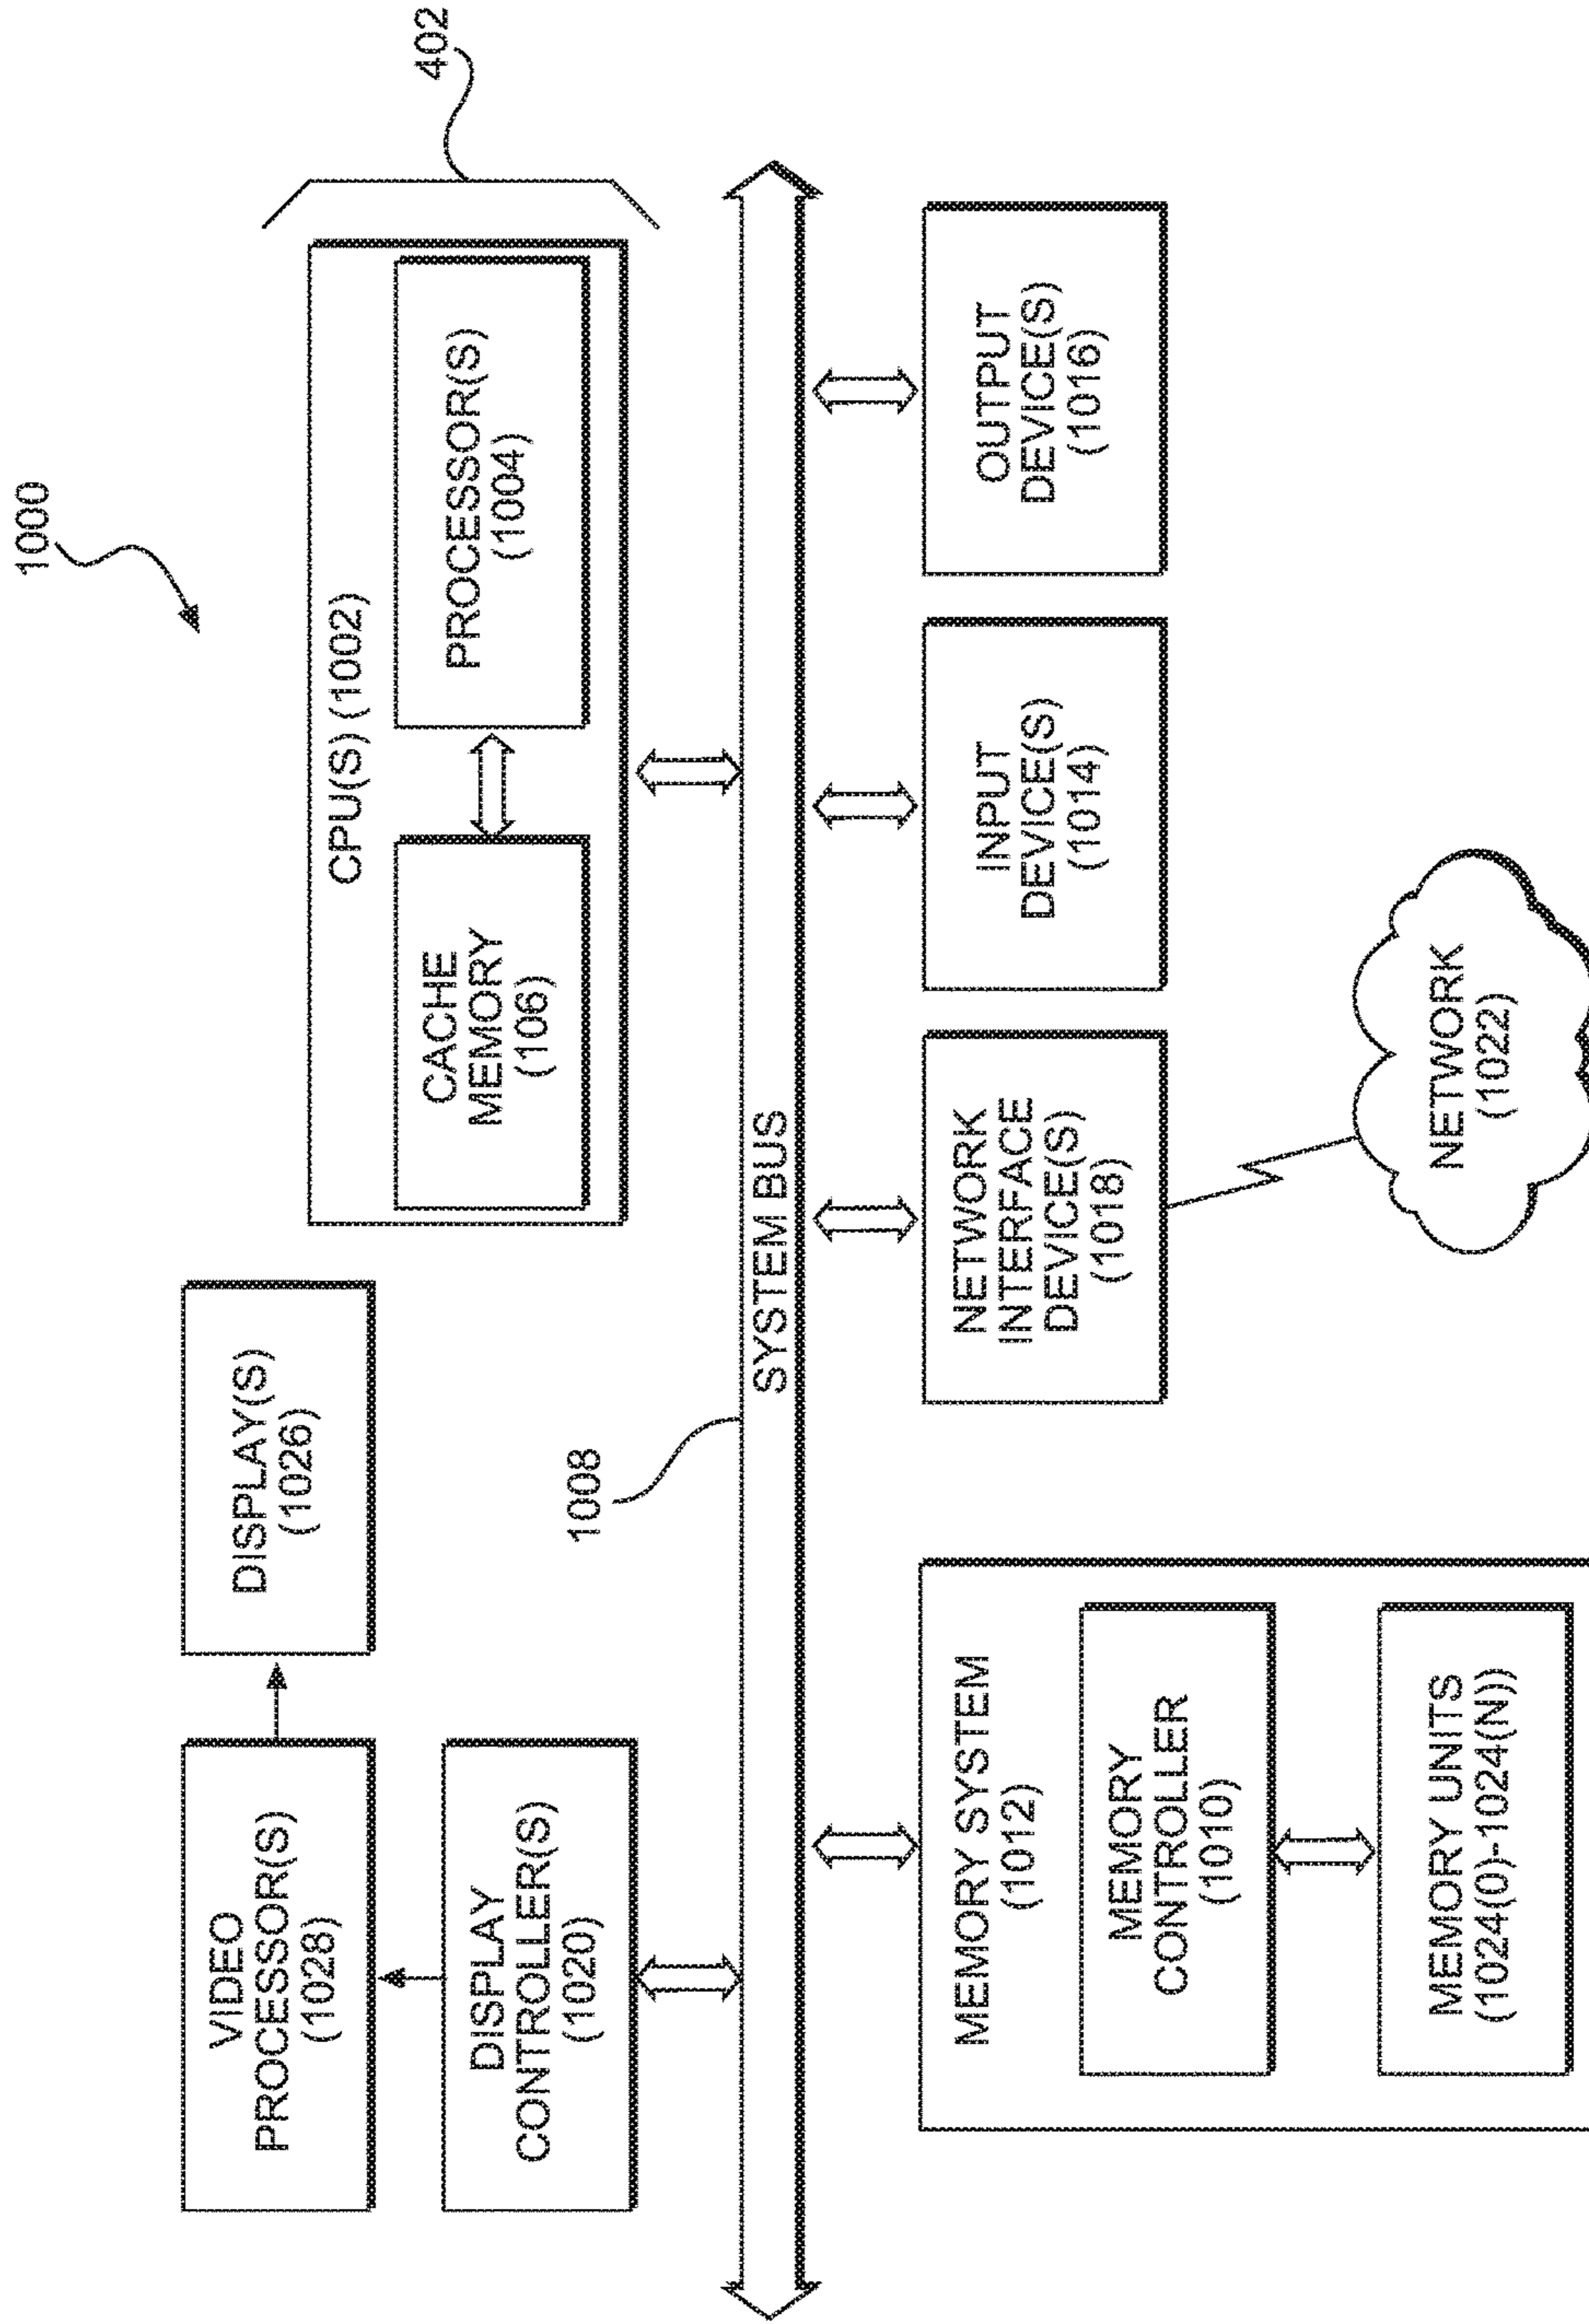 1000
402
VIDEO
PROCESSOR(S)
(1028)
DISPLAY(S)
(1026)
CPU(S) (1002)
CACHE
MEMORY
(106)
PROCESSOR(S)
(1004)
DISPLAY
CONTROLLER(S)
(1020)
1008
SYSTEM BUS
MEMORY SYSTEM
(1012)
MEMORY
CONTROLLER
(1010)
MEMORY UNITS
(1024(0)-1024(N))
NETWORK
INTERFACE
DEVICE(S)
(1018)
INPUT
DEVICE(S)
(1014)
OUTPUT
DEVICE(S)
(1016)
NETWORK
(1022)